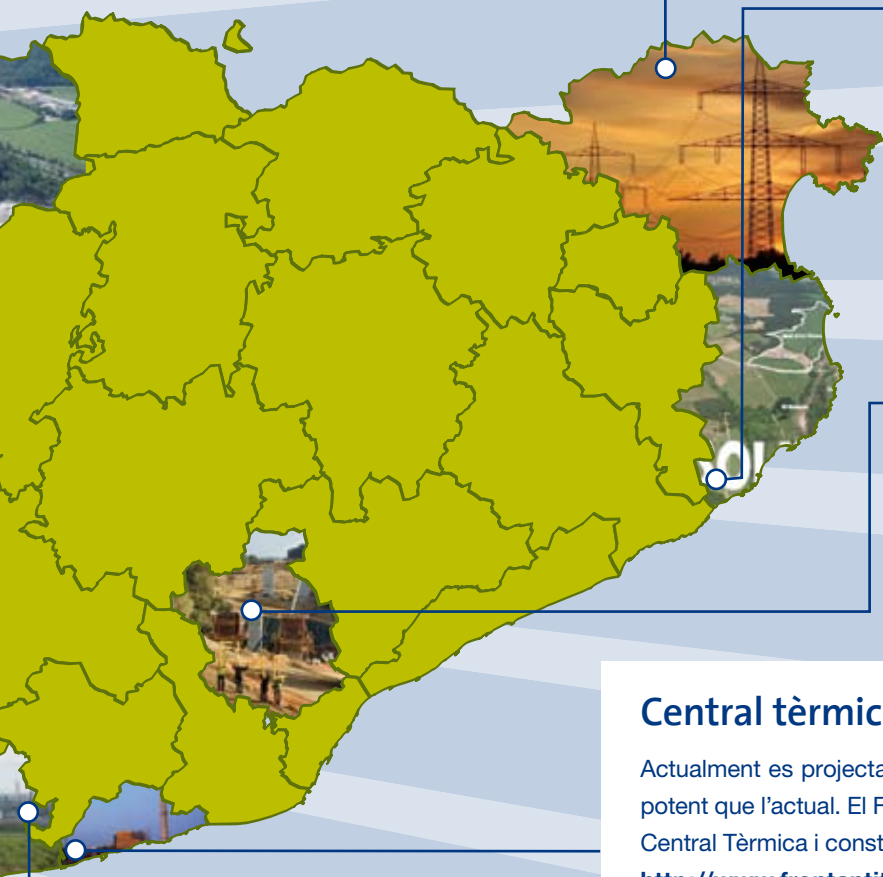 Central tèrmic
Actualment es projecta
potent que l'actual. El
Central Tèrmica i const